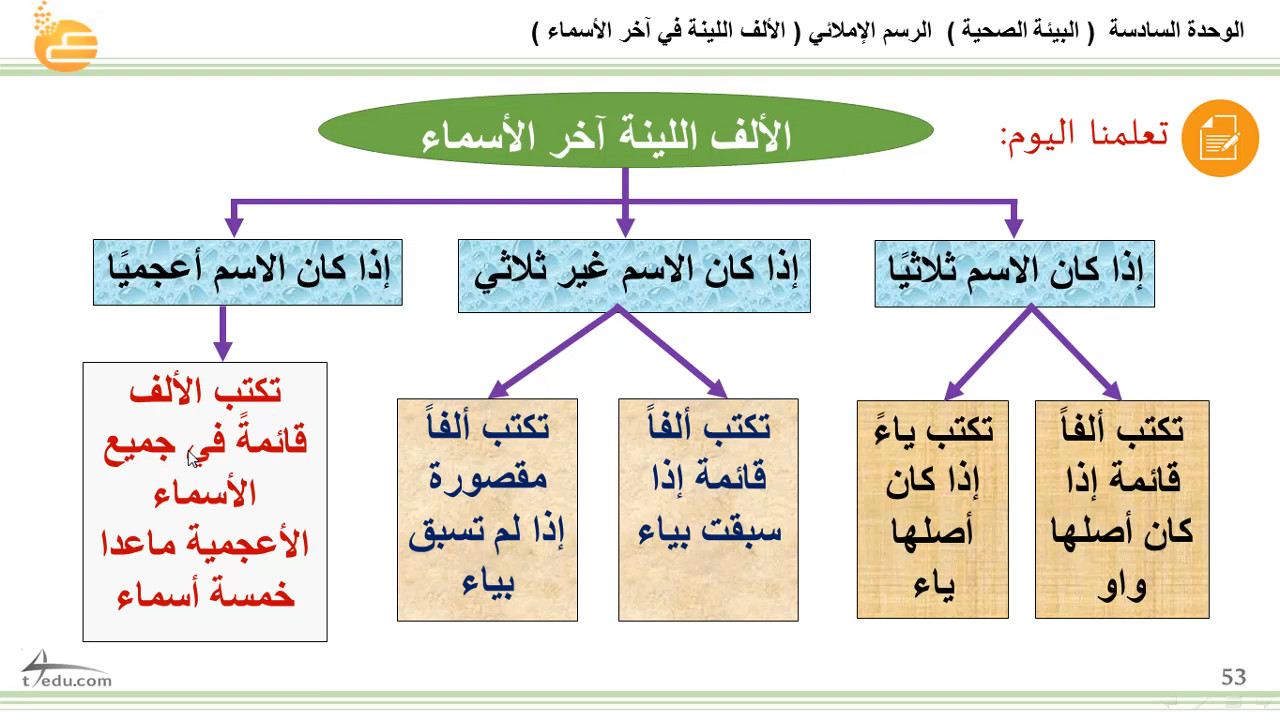 الوحدة السادسة ( البيئة الصحية ) الرسم الإملائي ( الألف اللينة في آخر الأسماء )
تعلمنا اليوم:
الألف اللينة آخر الأسماء
إذا كان الاسم ثلاثيًا
إذا كان الاسم غير ثلاثي
إذا كان الاسم أعجميًا
تكتب ألفاً
قائمة إذا
كان أصلها
واو
تكتب ياءً
إذا كان
أصلها
ياء
تكتب ألفاً
قائمة إذا
سبقت بياء
تكتب ألفاً
مقصورة
إذا لم تسبق
بياء
تكتب الألف
قائمةً في جميع
الأسماء
الأعجمية ماعدا
خمسة أسماء
t4edu.com
53